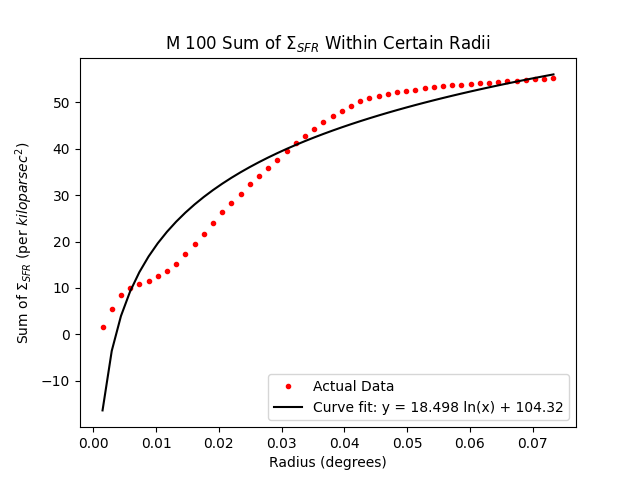 M 100 Sum of Σ_SFR Within Certain Radii
Sum of Σ_SFR (per kiloparsec²)
50
40
30
20
10
0
−10
0.00 0.01 0.02 0.03 0.04 0.05 0.06 0.07
Radius (degrees)
Actual Data
Curve fit: y = 18.498 ln(x) + 104.32